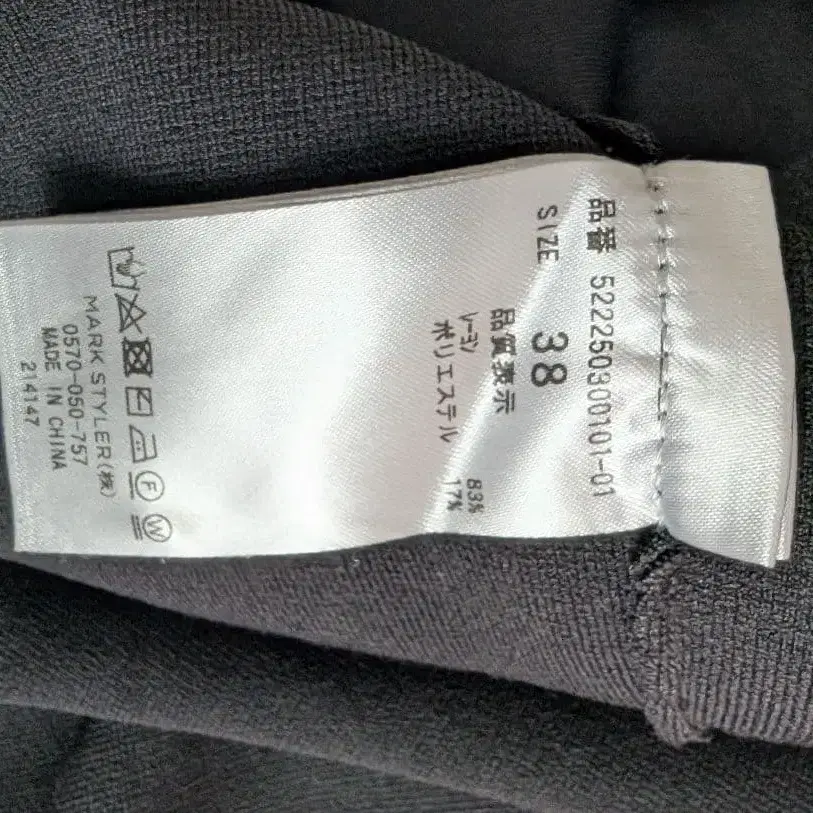 品番 522250300101-01
SIZE 38
品質表示
レーヨン 83%
ポリエステル 17%
F W
MARK STYLER(株)
0570-050-757
MADE IN CHINA
214147